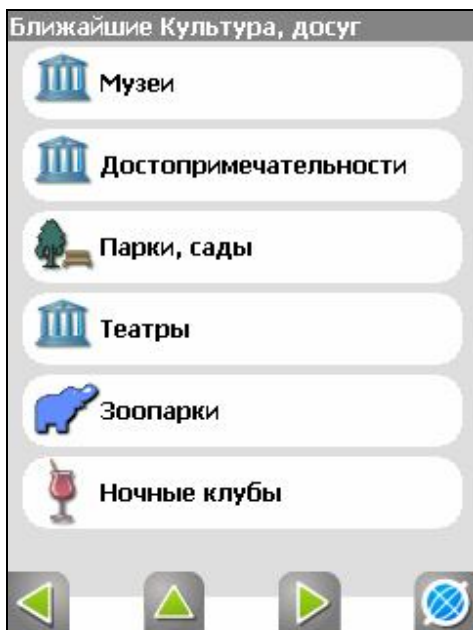 Ближайшие Культура, досуг
Музеи
Достопримечательности
Парки, сады
Театры
Зоопарки
Ночные клубы